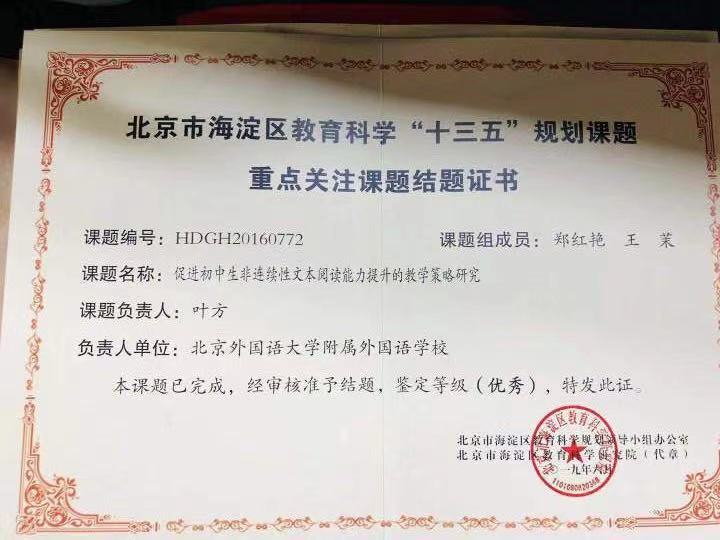 北京市海淀区教育科学“十三五”规划课题
重点关注课题结题证书
课题编号：HDGH20160772
课题组成员：郑红艳 王茉
课题名称：促进初中生非连续性文本阅读能力提升的教学策略研究
课题负责人：叶方
负责人单位：北京外国语大学附属外国语学校
本课题已完成，经审核准予结题，鉴定等级（优秀），特发此证。
北京市海淀区教育科学规划领导小组办公室
北京市海淀区教育科学研究院（代章）
一九年六月
1101080820368